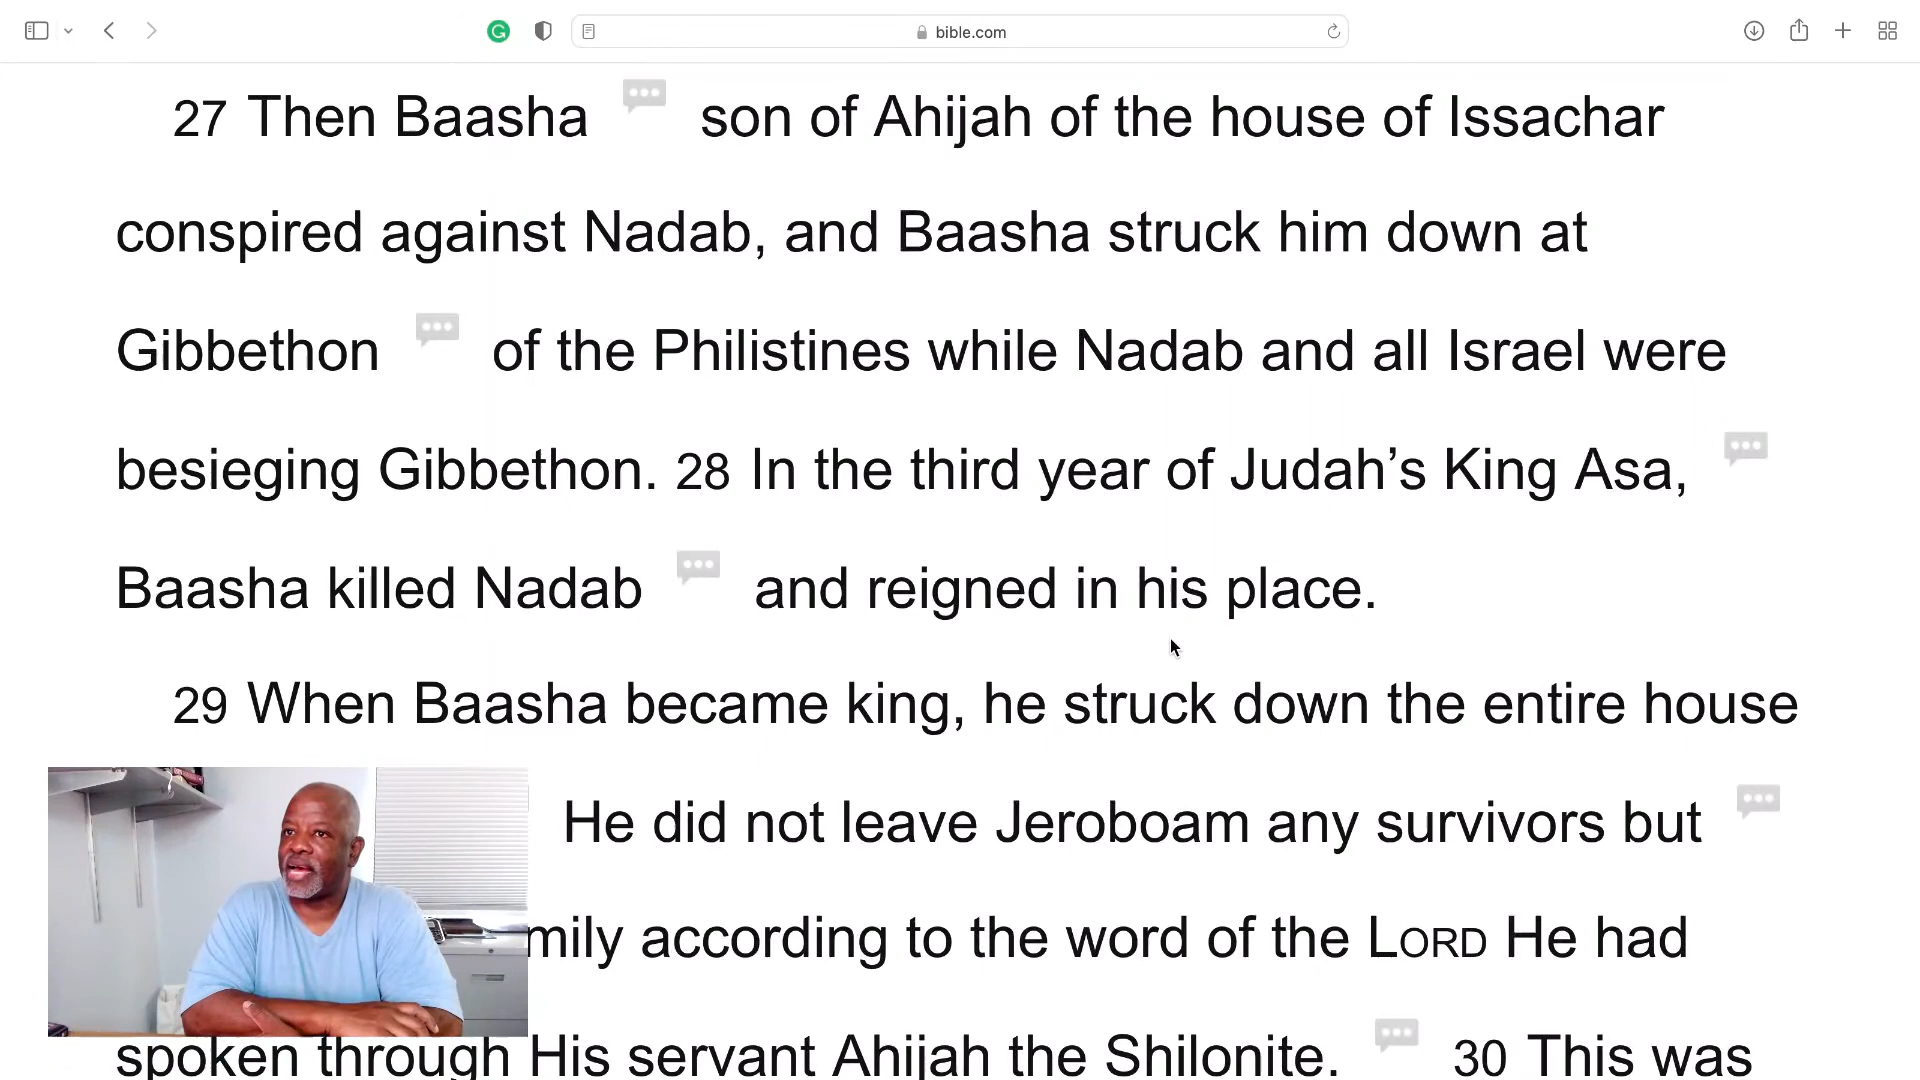 bible.com
27 Then Baasha son of Ahijah of the house of Issachar
conspired against Nadab, and Baasha struck him down at
Gibbethon of the Philistines while Nadab and all Israel were
besieging Gibbethon. 28 In the third year of Judah’s King Asa,
Baasha killed Nadab and reigned in his place.
29 When Baasha became king, he struck down the entire house
He did not leave Jeroboam any survivors but
mily according to the word of the LORD He had
spoken through His servant Ahijah the Shilonite. 30 This was